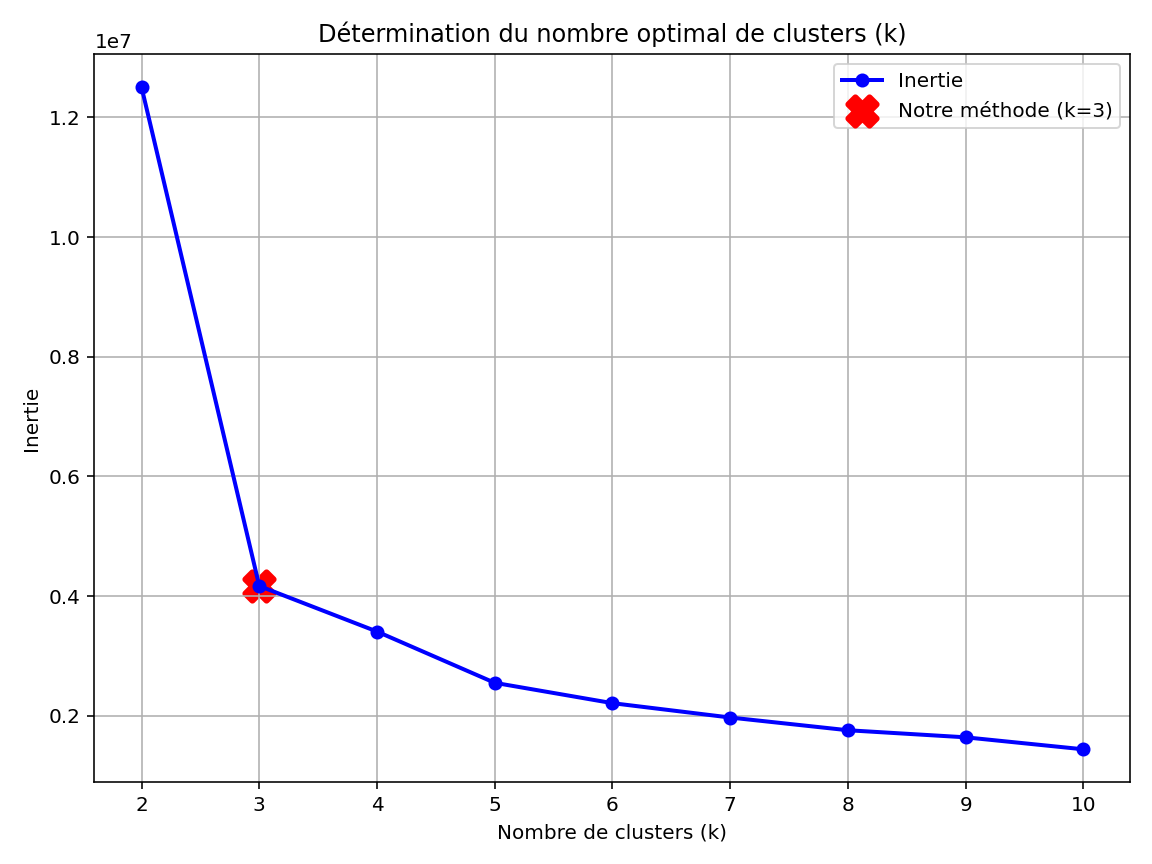 Détermination du nombre optimal de clusters (k)
1e7
Inertie
Notre méthode (k=3)
1.2
1.0
0.8
0.6
0.4
0.2
Inertie
2 3 4 5 6 7 8 9 10
Nombre de clusters (k)